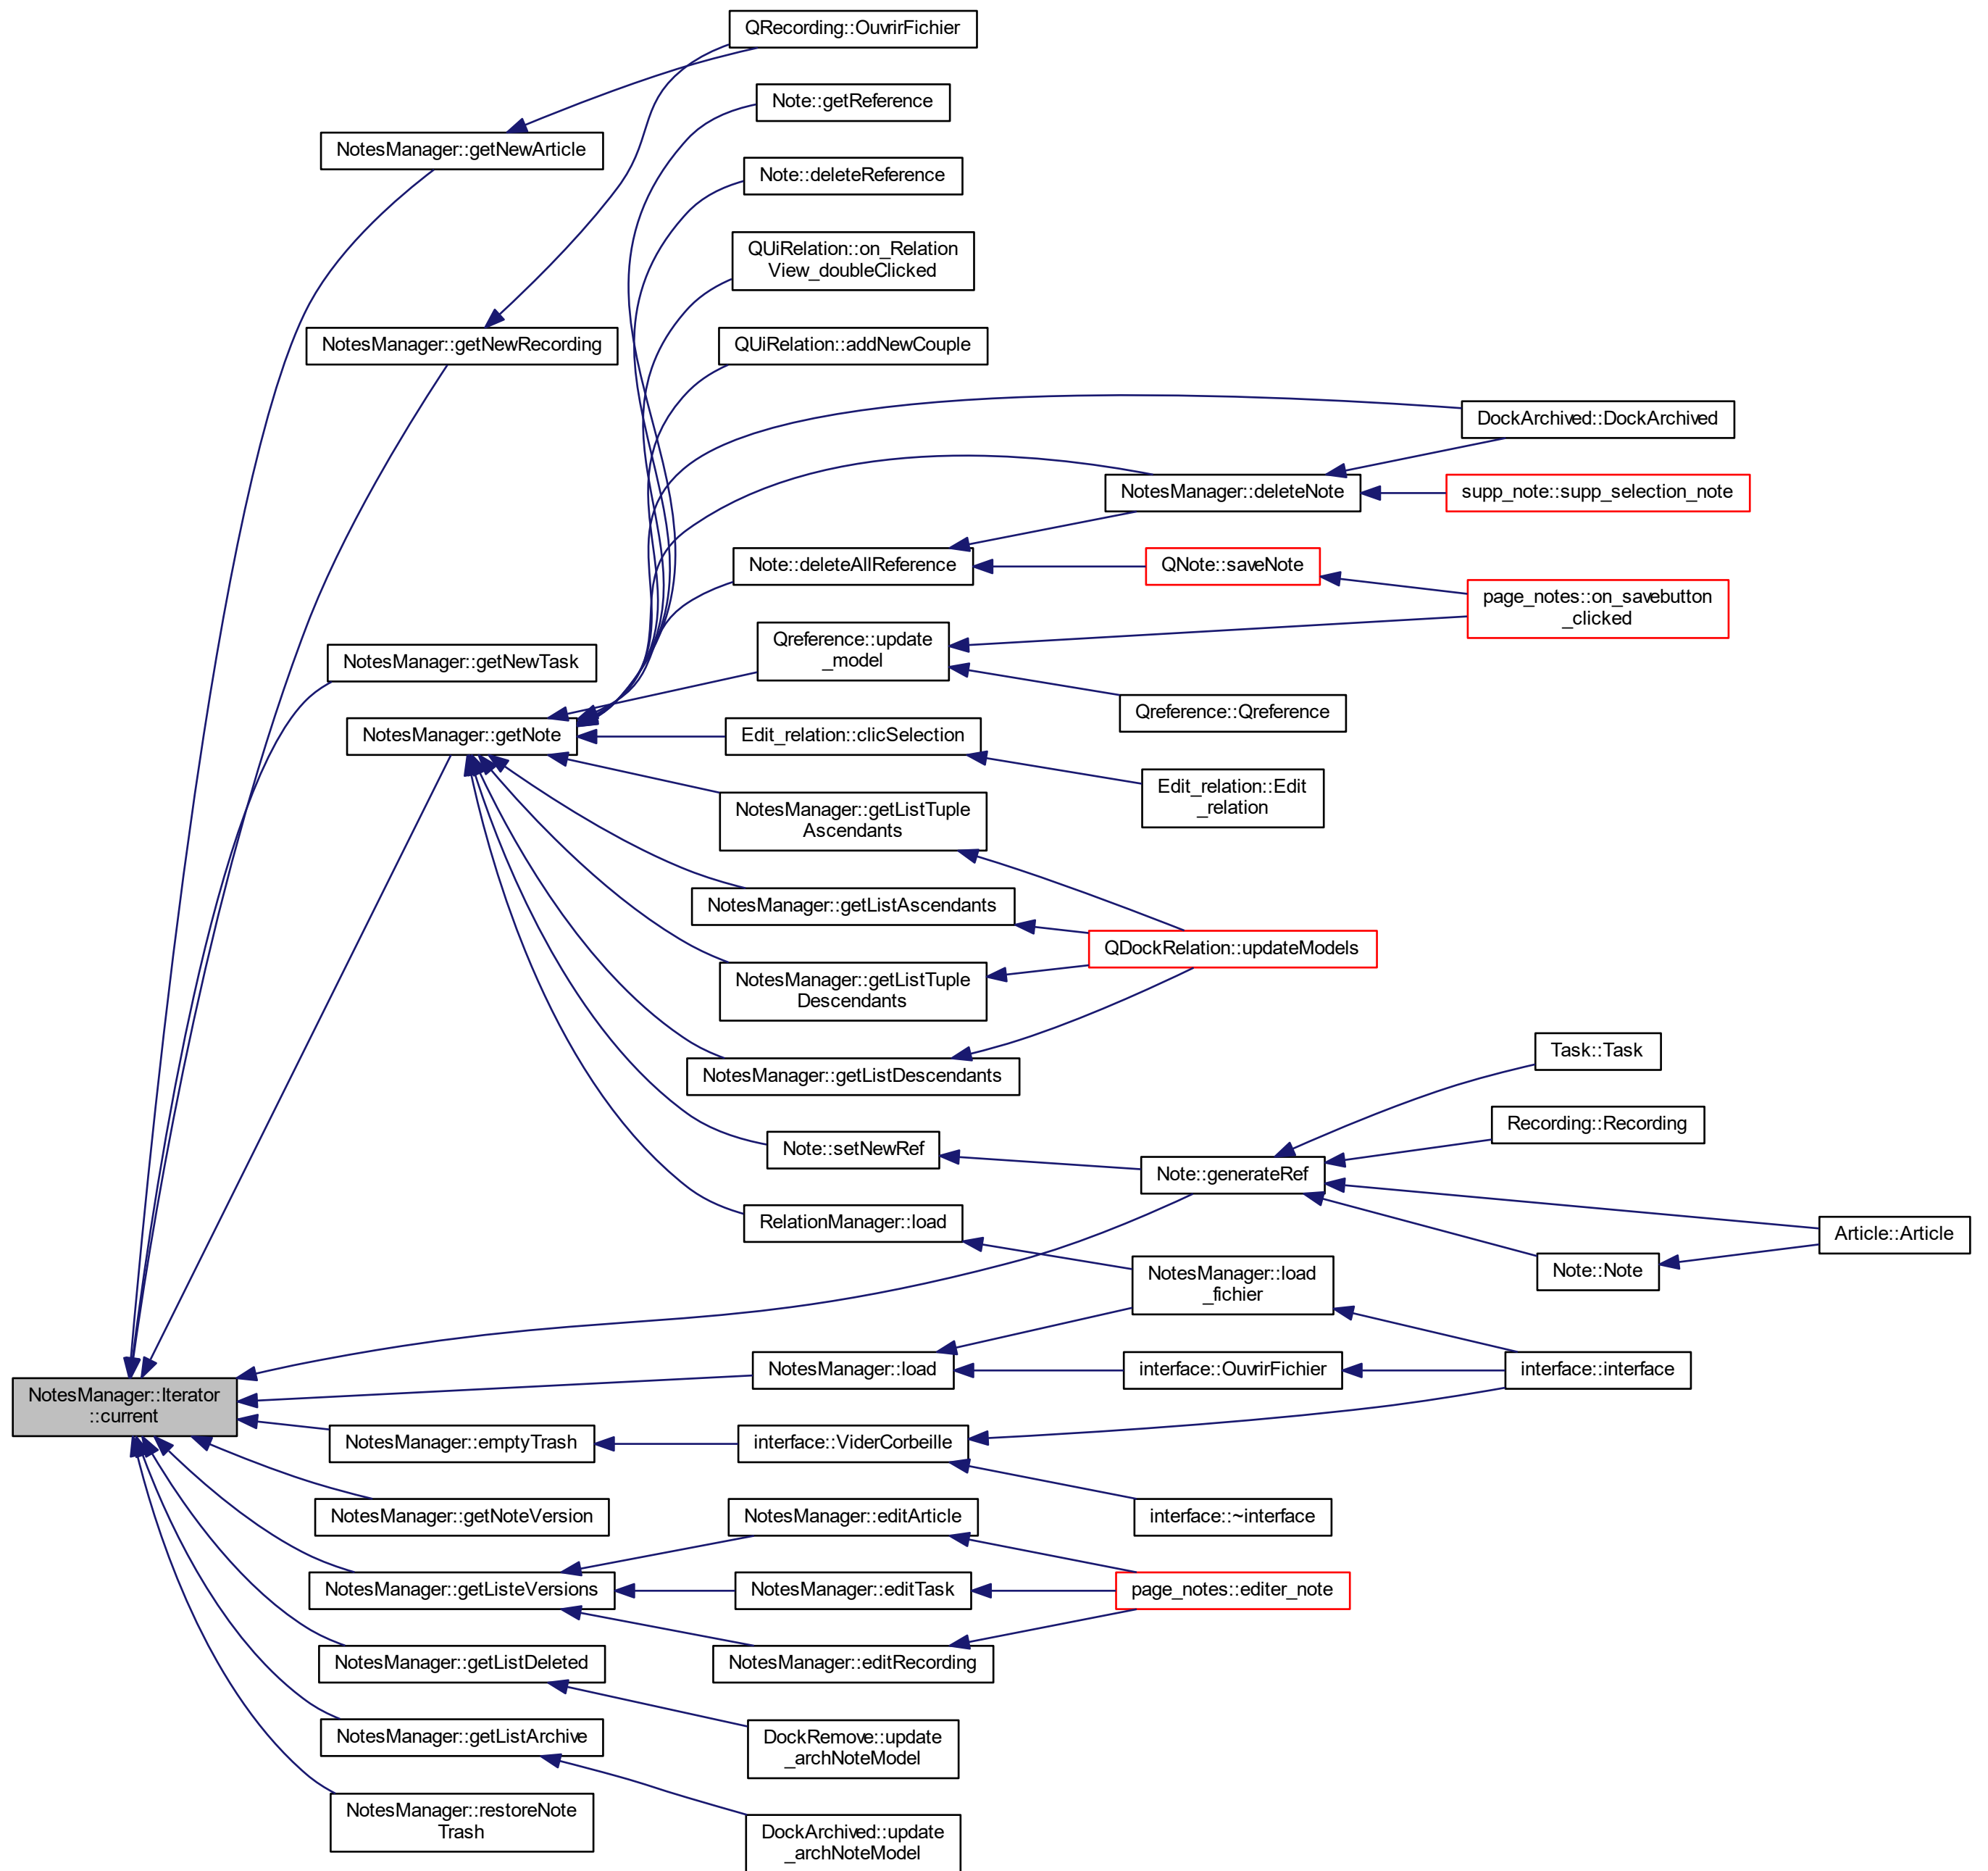 QRecording::OuvrirFichier
Note::getReference
NotesManager::getNewArticle
Note::deleteReference
QUiRelation::on_Relation
View_doubleClicked
NotesManager::getNewRecording
QUiRelation::addNewCouple
DockArchived::DockArchived
NotesManager::deleteNote
supp_note::supp_selection_note
Note::deleteAllReference
QNote::saveNote
page_notes::on_savebutton
_clicked
NotesManager::getNewTask
Qreference::update
_model
Qreference::Qreference
NotesManager::getNote
Edit_relation::clicSelection
Edit_relation::Edit
_relation
NotesManager::getListTuple
Ascendants
NotesManager::getListAscendants
QDockRelation::updateModels
NotesManager::getListTuple
Descendants
NotesManager::getListDescendants
Task::Task
Recording::Recording
Note::setNewRef
Note::generateRef
RelationManager::load
Article::Article
Note::Note
NotesManager::load
_fichier
NotesManager::Iterator
::current
NotesManager::load
interface::OuvrirFichier
interface::interface
NotesManager::emptyTrash
interface::ViderCorbeille
NotesManager::getNoteVersion
NotesManager::editArticle
interface::~interface
NotesManager::getListeVersions
NotesManager::editTask
page_notes::editer_note
NotesManager::getListDeleted
NotesManager::editRecording
NotesManager::getListArchive
DockRemove::update
_archNoteModel
NotesManager::restoreNote
Trash
DockArchived::update
_archNoteModel